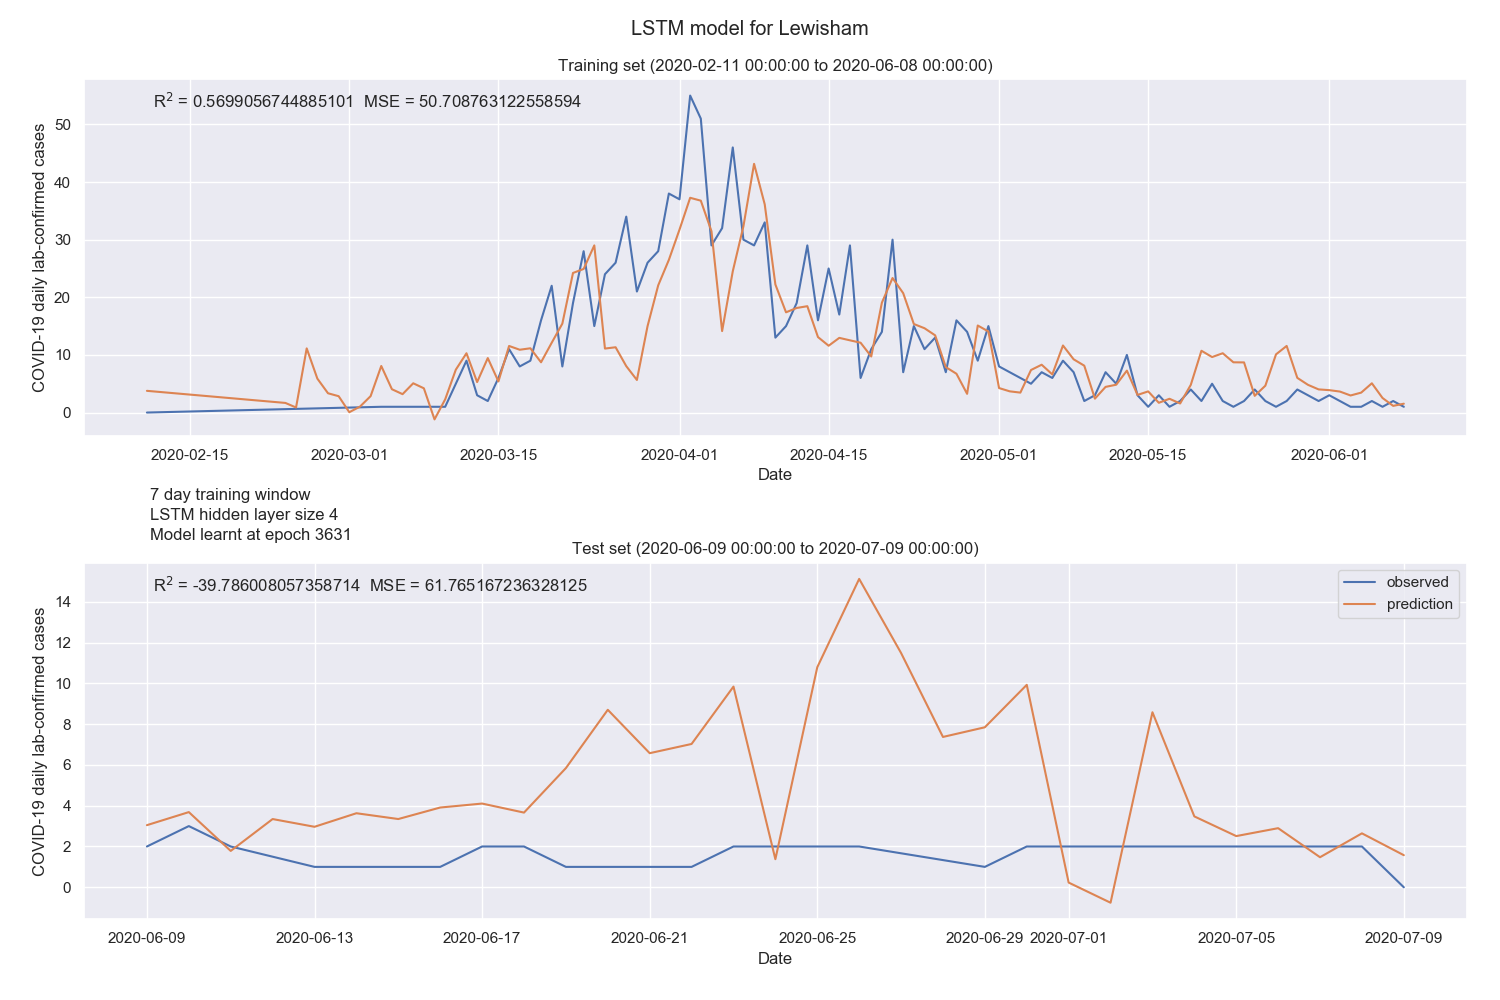 LSTM model for Lewisham
Training set (2020-02-11 00:00:00 to 2020-06-08 00:00:00)
R² = 0.5699056744885101 MSE = 50.708763122558594
COVID-19 daily lab-confirmed cases
50
40
30
20
10
0
2020-02-15 2020-03-01 2020-03-15 2020-04-01 2020-04-15 2020-05-01 2020-05-15 2020-06-01
Date
7 day training window
LSTM hidden layer size 4
Model learnt at epoch 3631
Test set (2020-06-09 00:00:00 to 2020-07-09 00:00:00)
R² = -39.786008057358714 MSE = 61.765167236328125
observed
prediction
COVID-19 daily lab-confirmed cases
14
12
10
8
6
4
2
0
2020-06-09 2020-06-13 2020-06-17 2020-06-21 2020-06-25 2020-06-29 2020-07-01 2020-07-05 2020-07-09
Date